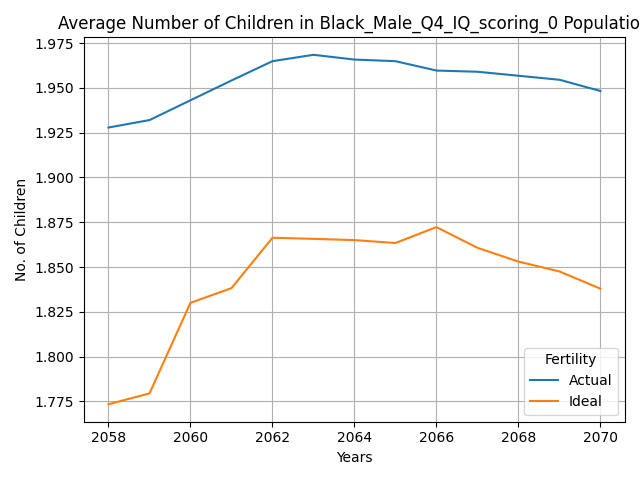 Average Number of Children in Black_Male_Q4_IQ_scoring_0 Populatio
1.975
1.950
1.925
1.900
1.875
1.850
1.825
1.800
1.775
No. of Children
Fertility
Actual
Ideal
2058 2060 2062 2064 2066 2068 2070
Years